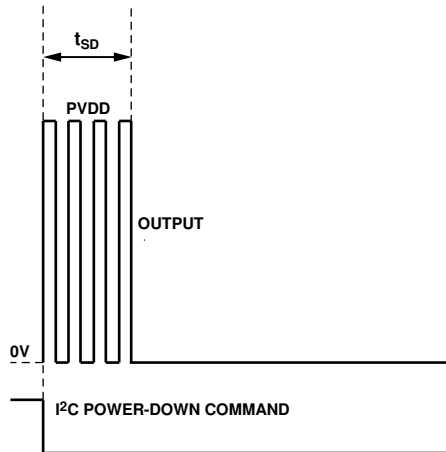 tSD
PVDD
OUTPUT
0V
I²C POWER-DOWN COMMAND